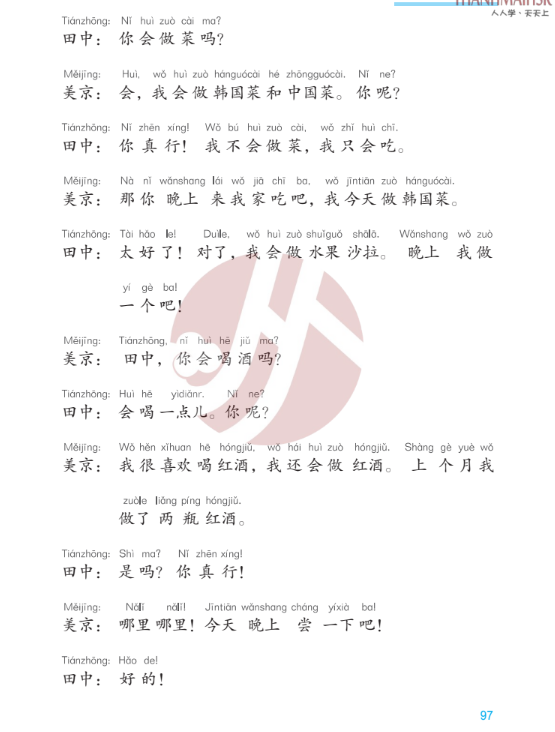 THANHMAIHSK
人人学、天天上
Tiánzhōng: Nǐ huì zuò cài ma?
田中： 你会做菜吗？
Měijīng: Huì, wǒ huì zuò hánguócài hé zhōngguócài. Nǐ ne?
美京： 会，我会做韩国菜和中国菜。你呢？
Tiánzhōng: Nǐ zhēn xíng! Wǒ bú huì zuò cài, wǒ zhǐ huì chī.
田中： 你真行！ 我不会做菜，我只会吃。
Měijīng: Nà nǐ wǎnshang lái wǒ jiā chī ba, wǒ jīntiān zuò hánguócài.
美京： 那你 晚上 来我家吃吧，我今天做韩国菜。
Tiánzhōng: Tài hǎo le! Duìle, wǒ huì zuò shuǐguǒ shālā. Wǎnshang wǒ zuò
田中： 太好了！对了，我会做水果沙拉。 晚上 我做
yí gè ba!
一个吧！
Měijīng: Tiánzhōng, nǐ huì hē jiǔ ma?
美京： 田中，你会喝酒吗？
Tiánzhōng: Huì hē yìdiǎnr. Nǐ ne?
田中： 会喝一点儿。你呢？
Měijīng: Wǒ hěn xǐhuan hē hóngjiǔ, wǒ hái huì zuò hóngjiǔ. Shàng gè yuè wǒ
美京： 我很喜欢喝红酒，我还会做 红酒。 上 个月我
zuòle liǎng píng hóngjiǔ.
做了 两 瓶红酒。
Tiánzhōng: Shì ma? Nǐ zhēn xíng!
田中： 是吗？ 你真行！
Měijīng: Nǎlǐ nǎlǐ! Jīntiān wǎnshang cháng yíxià ba!
美京： 哪里哪里！今天 晚上 尝 一下吧！
Tiánzhōng: Hǎo de!
田中： 好的！
97